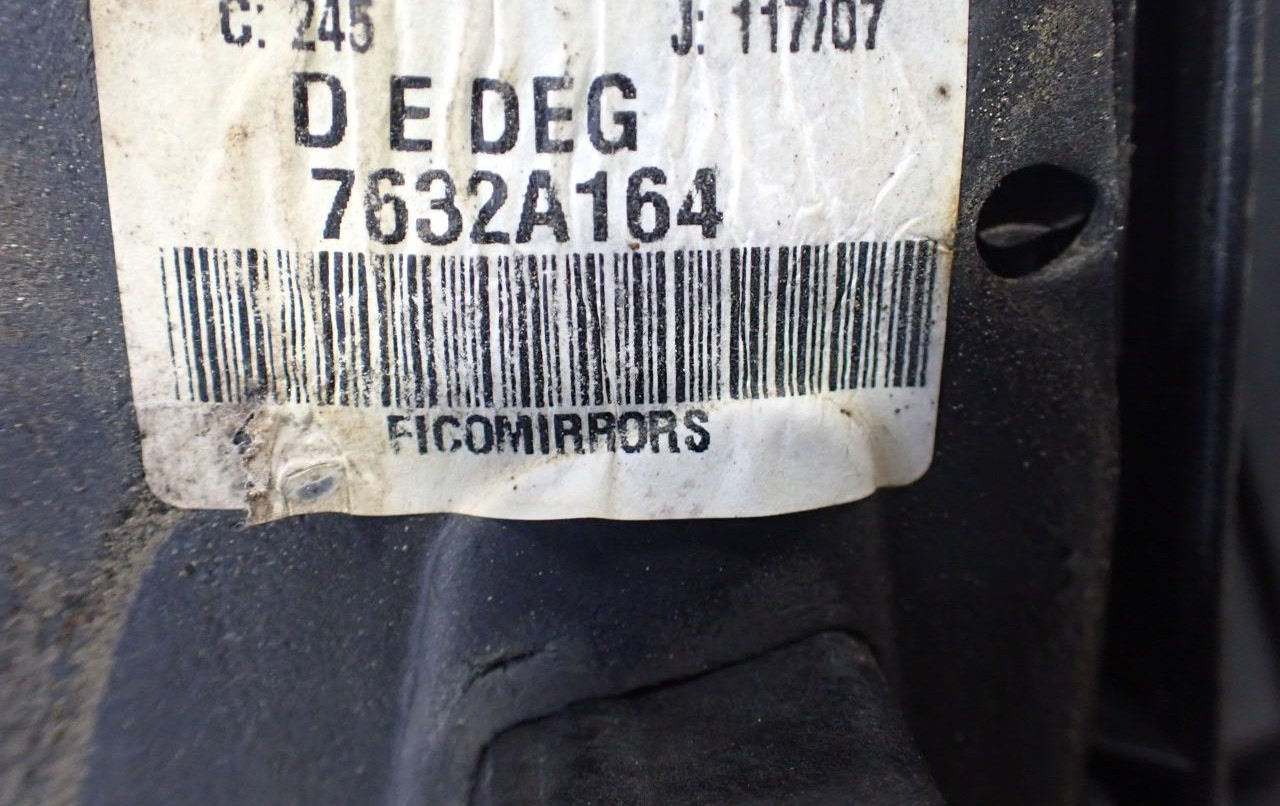 C: 245 J: 117/07
D E DEG
7632A164
FICOMIRRORS